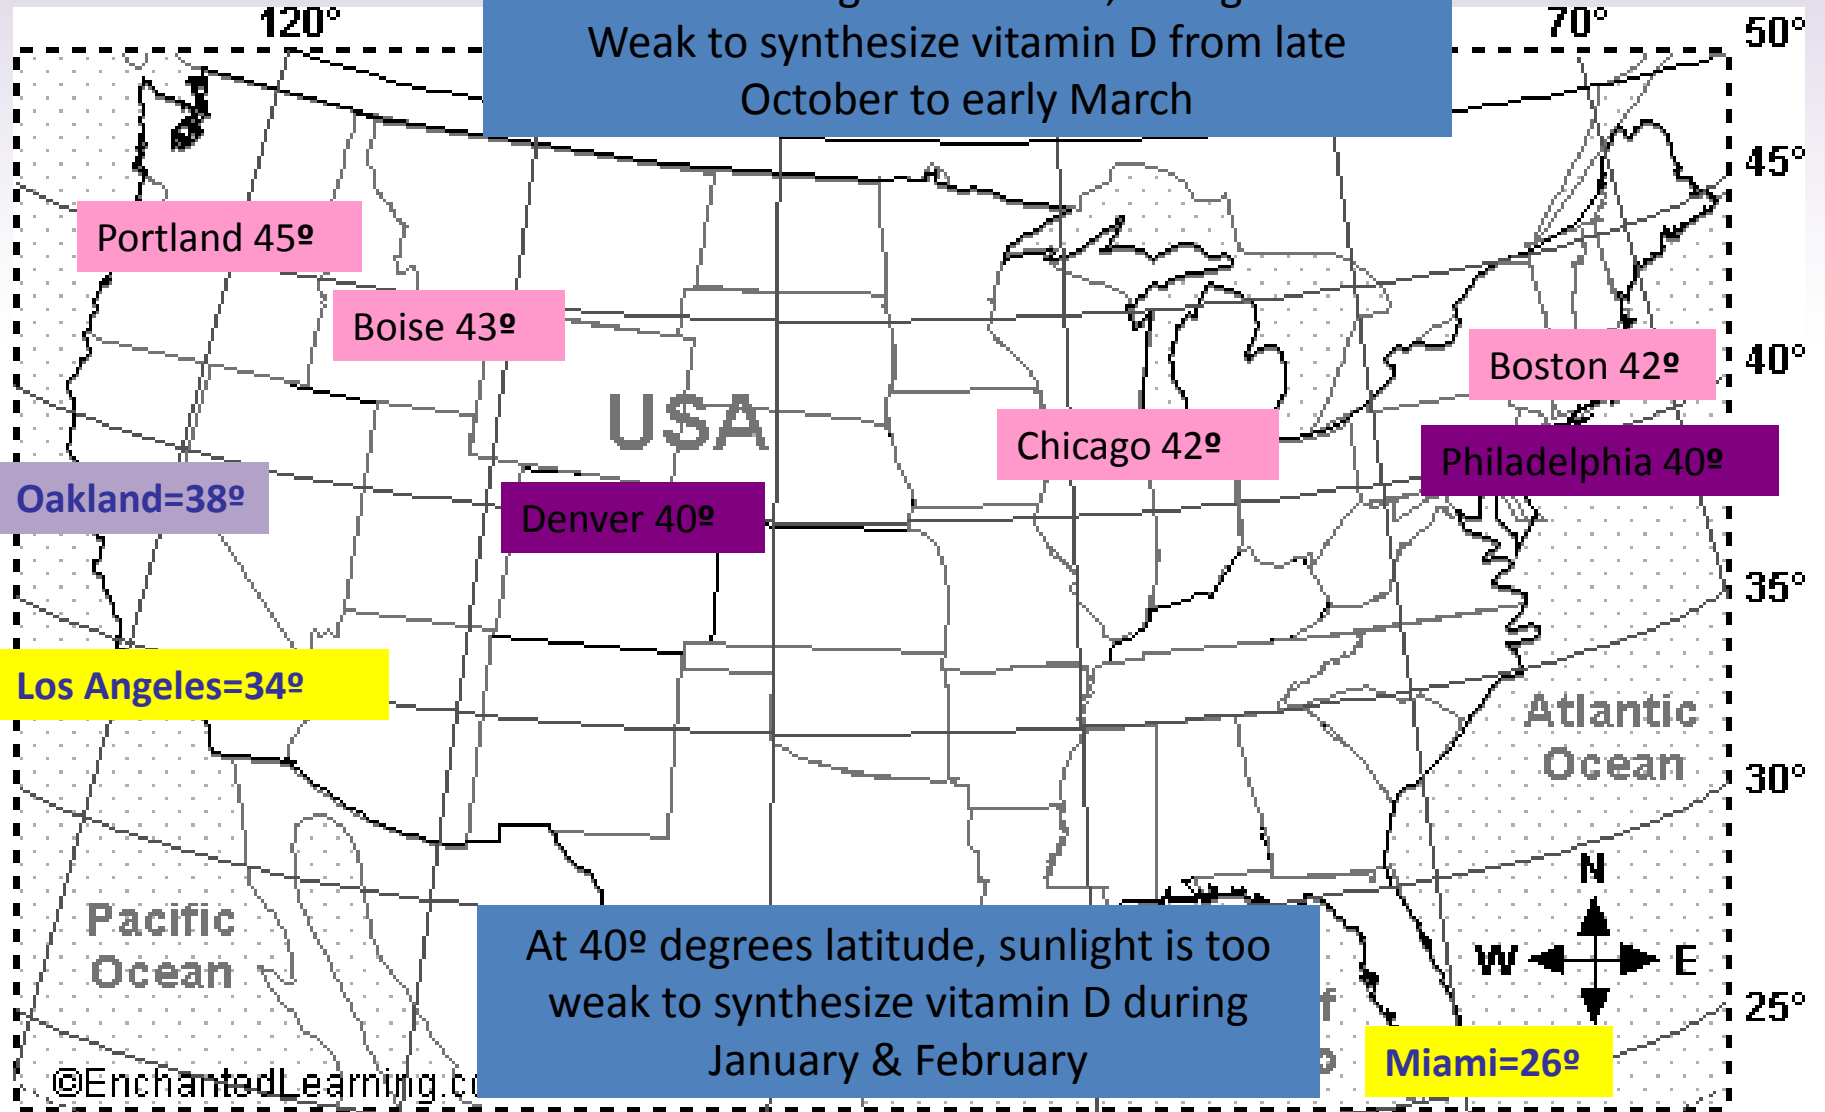 120°
70°
50°
Weak to synthesize vitamin D from late
October to early March
45°
Portland 45º
Boise 43º
Boston 42º
40°
USA
Chicago 42º
Philadelphia 40º
Oakland=38º
Denver 40º
35°
Los Angeles=34º
Atlantic
Ocean
30°
N
Pacific
Ocean
W E
At 40º degrees latitude, sunlight is too
weak to synthesize vitamin D during
January & February
25°
Miami=26º
©EnchantedLearning.c